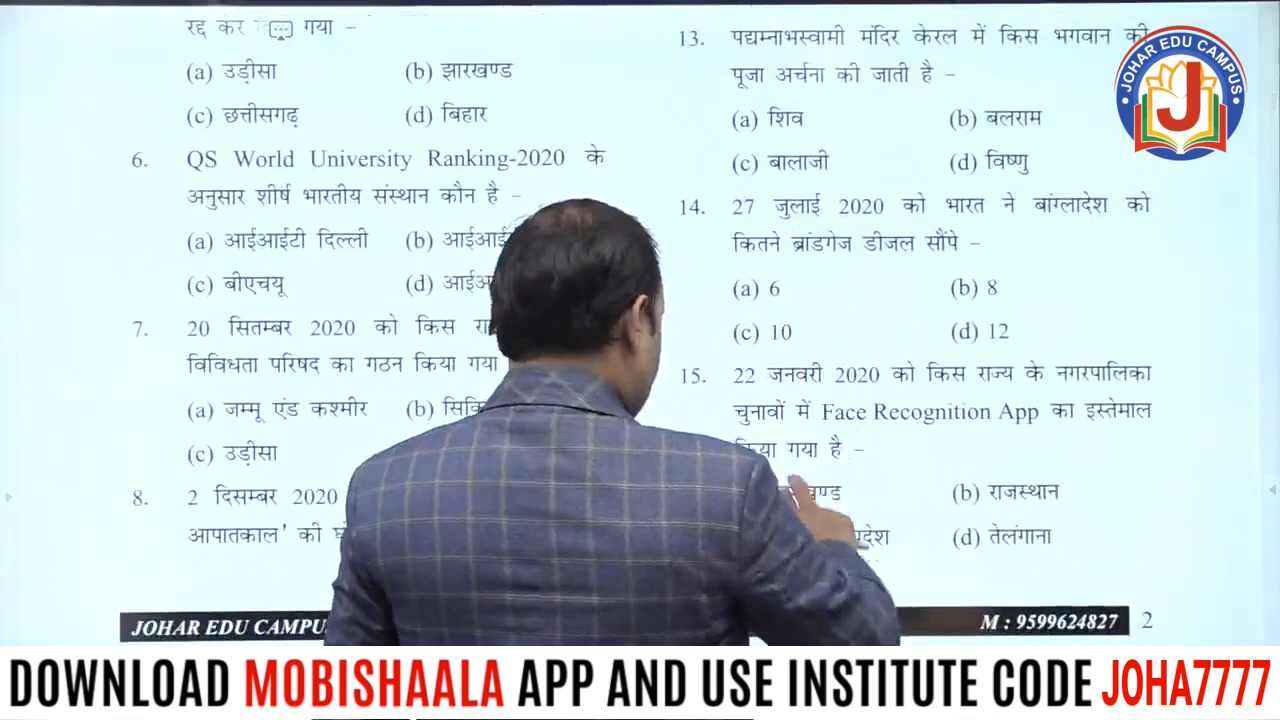 रद्द कर गया –
(a) उड़ीसा (b) झारखण्ड
(c) छत्तीसगढ़ (d) बिहार
6. QS World University Ranking-2020 के
अनुसार शीर्ष भारतीय संस्थान कौन है –
(a) आईआईटी दिल्ली (b)
(c) बीएचयू (d)
7. 20 सितम्बर 2020 को किस
विविधता परिषद का गठन किया गया
(a) जम्मू एंड कश्मीर (b)
(c) उड़ीसा
8. 2 दिसम्बर 2020
आपातकाल' की
13. पद्यम्नाभस्वामी मंदिर केरल में किस भगवान की
पूजा अर्चना की जाती है –
(a) शिव (b) बलराम
(c) बालाजी (d) विष्णु
14. 27 जुलाई 2020 को भारत ने बांग्लादेश को
कितने ब्रांडगेज डीजल सौंपे –
(a) 6 (b) 8
(c) 10 (d) 12
15. 22 जनवरी 2020 को किस राज्य के नगरपालिका
चुनावों में Face Recognition App का इस्तेमाल
किया गया है –
(b) राजस्थान
(d) तेलंगाना
JOHAR EDU CAMPUS
J
JOHAR EDU CAMPU
M : 9599624827 2
DOWNLOAD MOBISHAALA APP AND USE INSTITUTE CODE JOHA7777